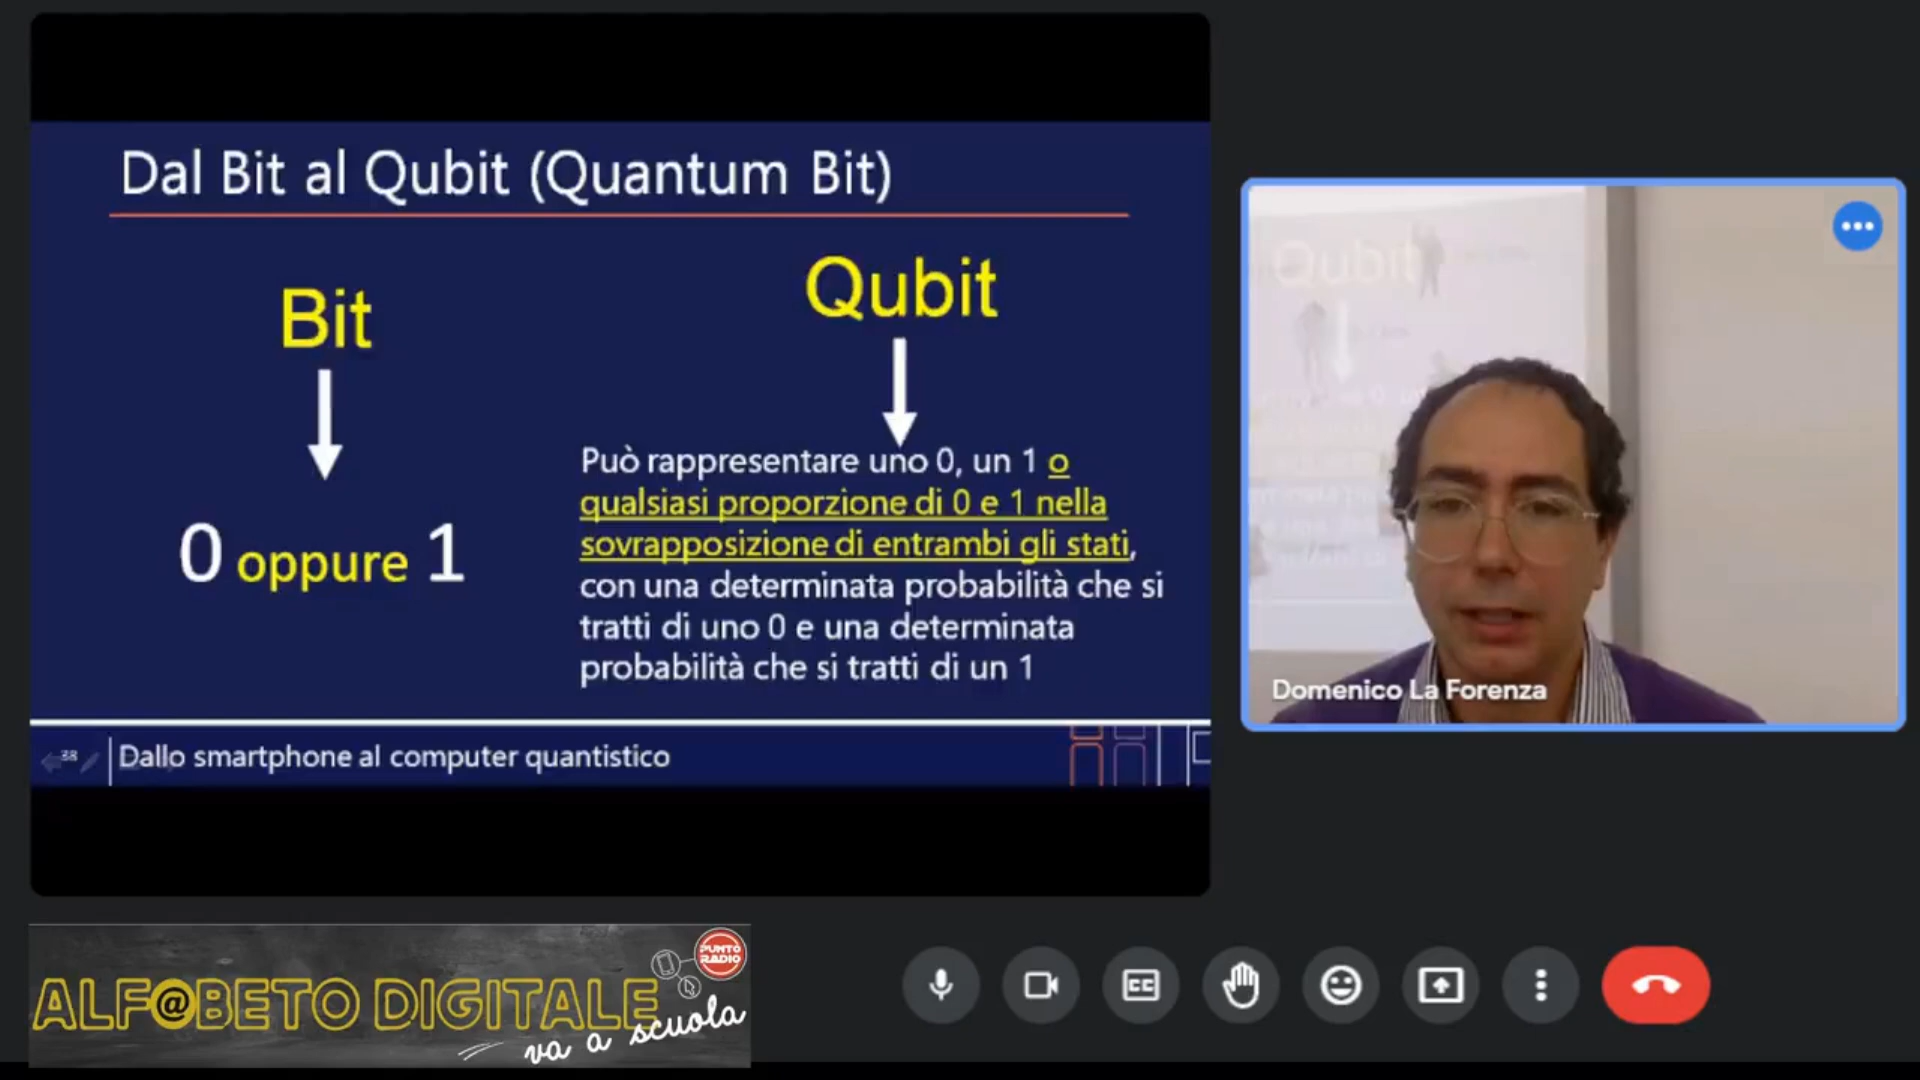 Dal Bit al Qubit (Quantum Bit)
Bit
0 oppure 1
Qubit
Può rappresentare uno 0, un 1 o
qualsiasi proporzione di 0 e 1 nella
sovrapposizione di entrambi gli stati,
con una determinata probabilità che si
tratti di uno 0 e una determinata
probabilità che si tratti di un 1
38
Dallo smartphone al computer quantistico
Qubit
Domenico La Forenza
PUNTO
RADIO
ALF@BETO DIGITALE
va a scuola
CC